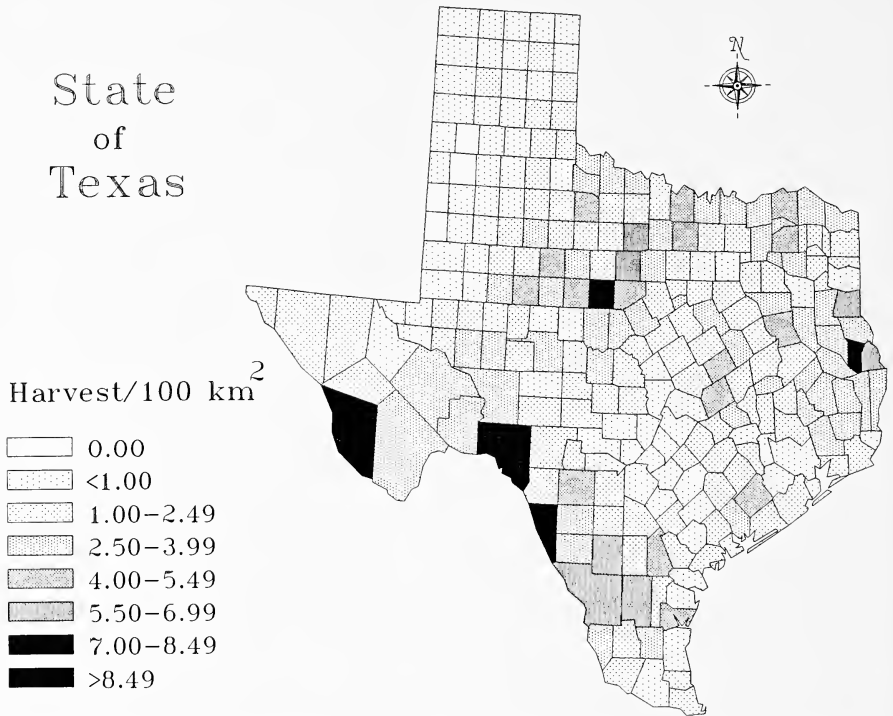 State
of
Texas
N
Harvest/100 km²
0.00
<1.00
1.00-2.49
2.50-3.99
4.00-5.49
5.50-6.99
7.00-8.49
>8.49